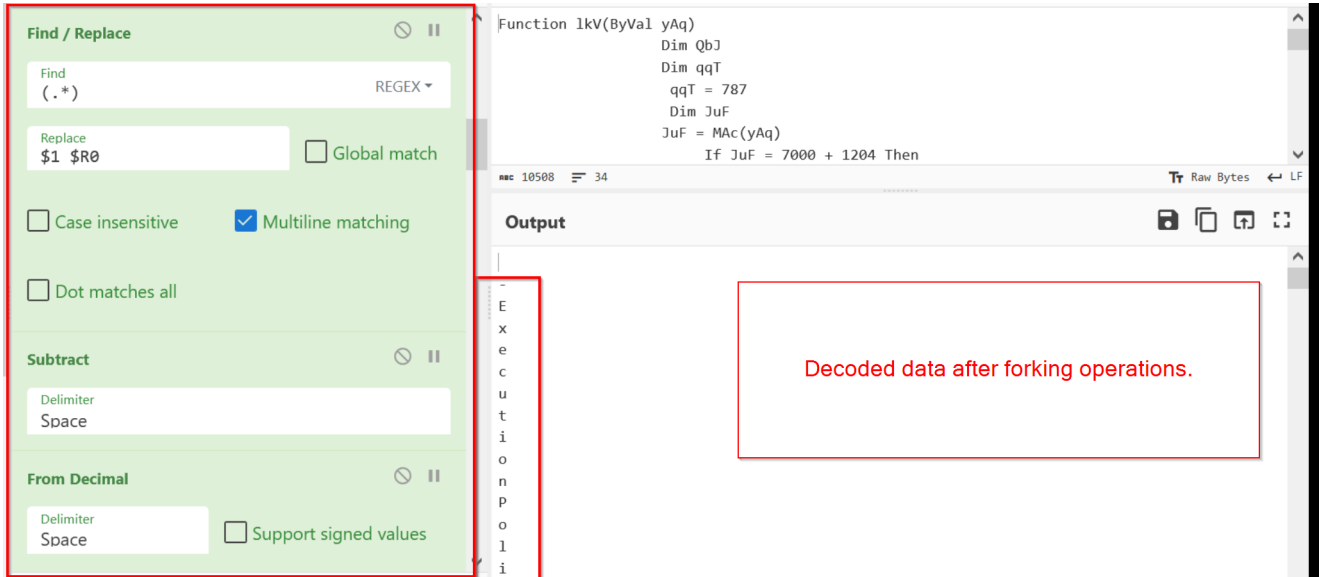 Find / Replace
Find
(.*)
REGEX
Replace
$1 $R0
Global match
Case insensitive
Multiline matching
Dot matches all
Subtract
Delimiter
Space
From Decimal
Delimiter
Space
Support signed values
Function lkV(ByVal yAq)
Dim QbJ
Dim qqT
qqT = 787
Dim JuF
JuF = MAc(yAq)
If JuF = 7000 + 1204 Then
ABC 10508 34
Tт Raw Bytes LF
Output
-
E
x
e
c
u
t
i
o
n
P
o
l
i
Decoded data after forking operations.